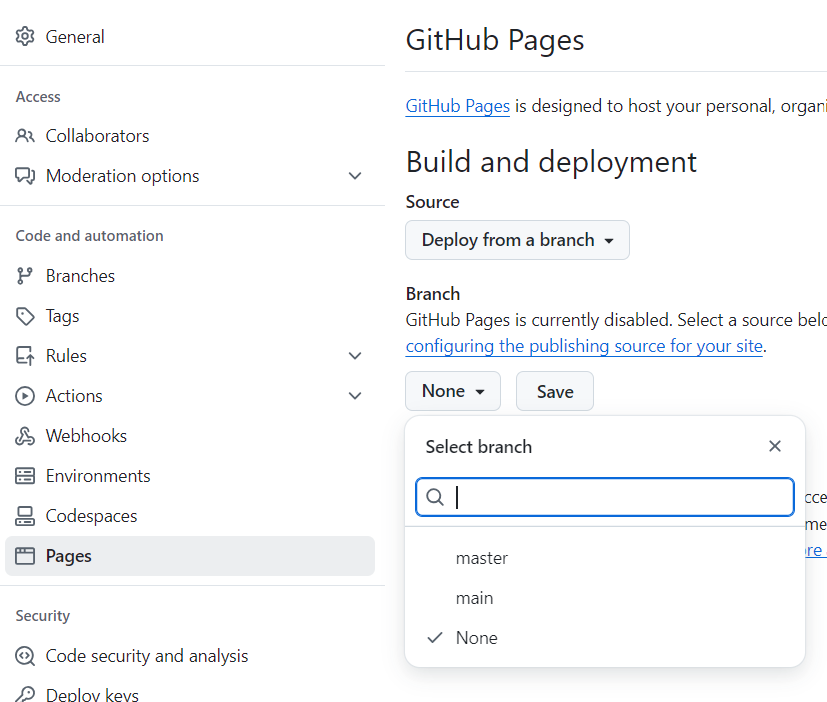 General
Access
Collaborators
Moderation options
Code and automation
Branches
Tags
Rules
Actions
Webhooks
Environments
Codespaces
Pages
Security
Code security and analysis
Deploy keys
GitHub Pages
GitHub Pages is designed to host your personal, organi
Build and deployment
Source
Deploy from a branch
Branch
GitHub Pages is currently disabled. Select a source belo
configuring the publishing source for your site.
None
Save
Select branch
master
main
None
cce
me
re